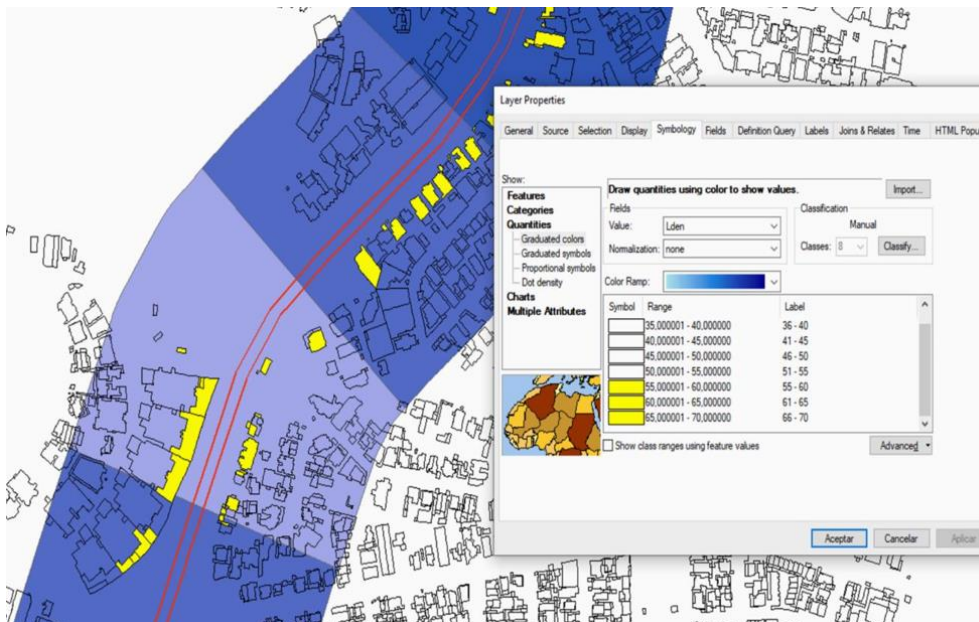 Layer Properties
General Source Selection Display Symbology Fields Definition Query Labels Joins & Relates Time HTML Popu
Show:
Features
Categories
Quantities
Graduated colors
Graduated symbols
Proportional symbols
Dot density
Charts
Multiple Attributes
Draw quantities using color to show values.
Import...
Fields
Value: Lden
Normalization: none
Classification
Manual
Classes: 8 Classify...
Color Ramp:
Symbol Range Label
35,000001 - 40,000000 36 - 40
40,000001 - 45,000000 41 - 45
45,000001 - 50,000000 46 - 50
50,000001 - 55,000000 51 - 55
55,000001 - 60,000000 55 - 60
60,000001 - 65,000000 61 - 65
65,000001 - 70,000000 66 - 70
Show class ranges using feature values
Advanced
Aceptar Cancelar Aplicar